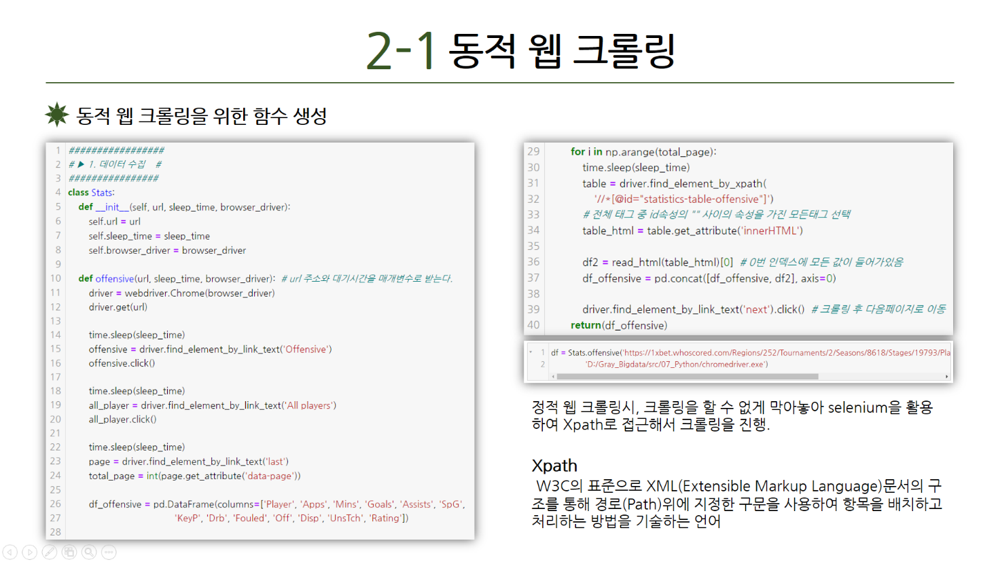 2-1 동적 웹 크롤링
동적 웹 크롤링을 위한 함수 생성
1 #################
2 # ▶ 1. 데이터 수집 #
3 ################
4 class Stats:
5 def __init__(self, url, sleep_time, browser_driver):
6 self.url = url
7 self.sleep_time = sleep_time
8 self.browser_driver = browser_driver
9
10 def offensive(url, sleep_time, browser_driver): # url 주소와 대기시간을 매개변수로 받는다.
11 driver = webdriver.Chrome(browser_driver)
12 driver.get(url)
13
14 time.sleep(sleep_time)
15 offensive = driver.find_element_by_link_text('Offensive')
16 offensive.click()
17
18 time.sleep(sleep_time)
19 all_player = driver.find_element_by_link_text('All players')
20 all_player.click()
21
22 time.sleep(sleep_time)
23 page = driver.find_element_by_link_text('last')
24 total_page = int(page.get_attribute('data-page'))
25
26 df_offensive = pd.DataFrame(columns=['Player', 'Apps', 'Mins', 'Goals', 'Assists', 'SpG',
27 'KeyP', 'Drb', 'Fouled', 'Off', 'Disp', 'UnsTch', 'Rating'])
28
29 for i in np.arange(total_page):
30 time.sleep(sleep_time)
31 table = driver.find_element_by_xpath(
32 '//*[@id="statistics-table-offensive"]')
33 # 전체 태그 중 id속성의 "" 사이의 속성을 가진 모든태그 선택
34 table_html = table.get_attribute('innerHTML')
35
36 df2 = read_html(table_html)[0] # 0번 인덱스에 모든 값이 들어가있음
37 df_offensive = pd.concat([df_offensive, df2], axis=0)
38
39 driver.find_element_by_link_text('next').click() # 크롤링 후 다음페이지로 이동
40 return(df_offensive)
1 df = Stats.offensive('https://1xbet.whoscored.com/Regions/252/Tournaments/2/Seasons/8618/Stages/19793/Pla
2 'D:/Gray_Bigdata/src/07_Python/chromedriver.exe')
정적 웹 크롤링시, 크롤링을 할 수 없게 막아놓아 selenium을 활용
하여 Xpath로 접근해서 크롤링을 진행.
Xpath
W3C의 표준으로 XML(Extensible Markup Language)문서의 구
조를 통해 경로(Path)위에 지정한 구문을 사용하여 항목을 배치하고
처리하는 방법을 기술하는 언어